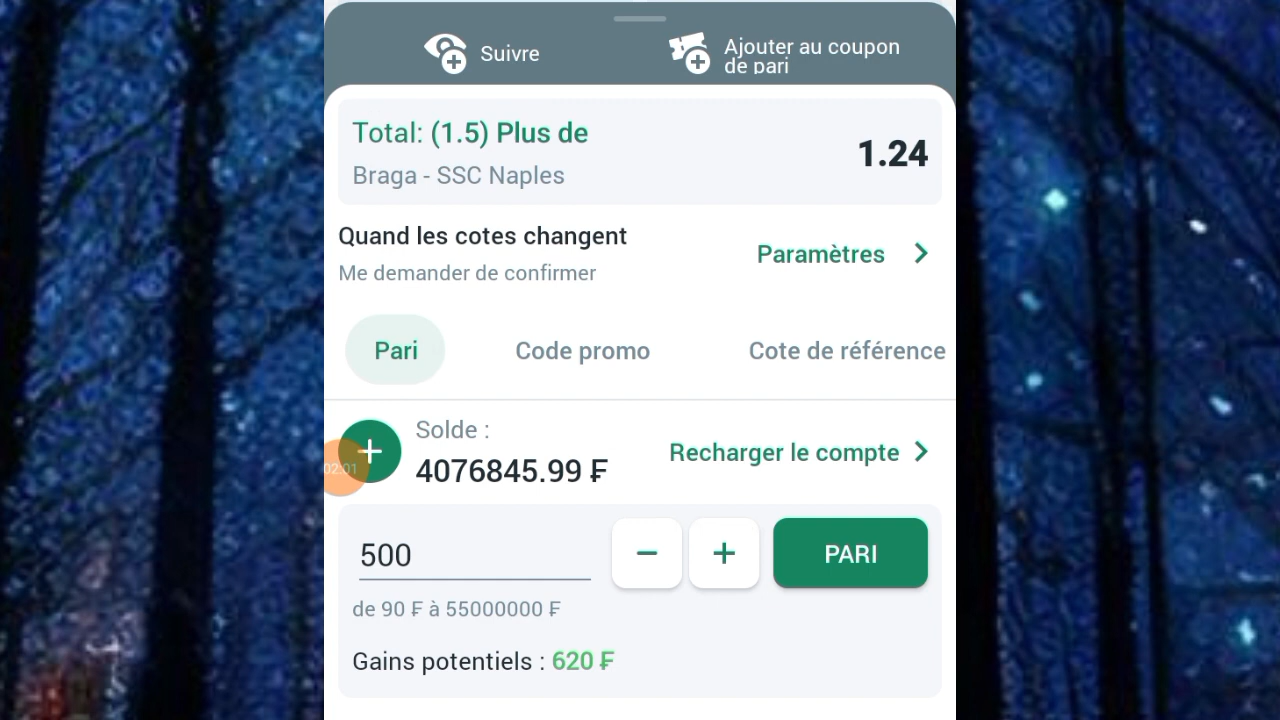 Suivre
Ajouter au coupon
de pari
Total: (1.5) Plus de
1.24
Braga - SSC Naples
Quand les cotes changent
Me demander de confirmer
Paramètres
Pari
Code promo
Cote de référence
Solde :
4076845.99 ₣
Recharger le compte
02:01
500
PARI
de 90 ₣ à 55000000 ₣
Gains potentiels : 620 ₣